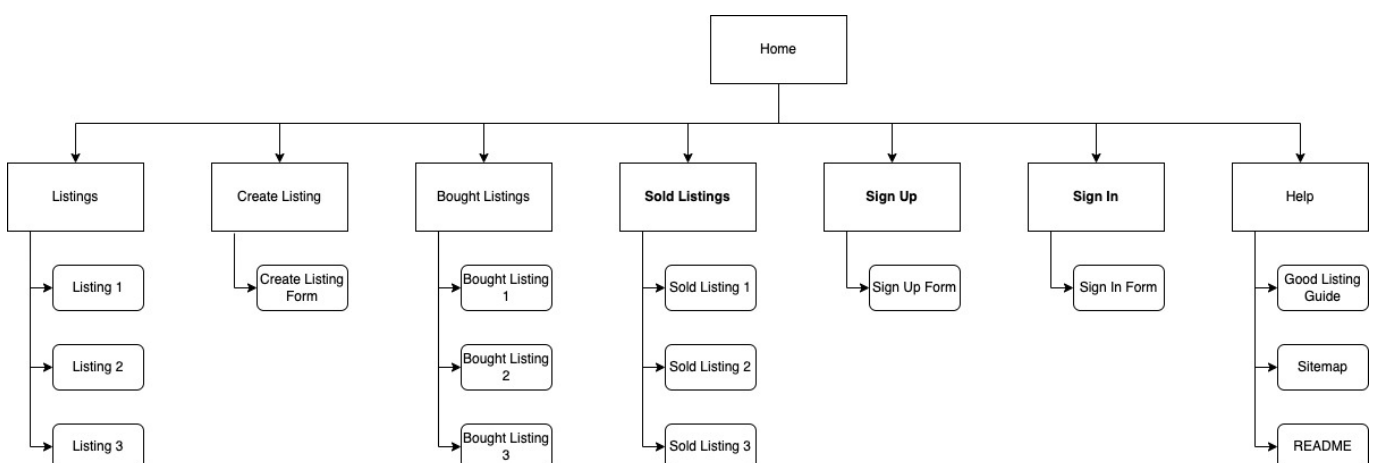 Home
Listings
Create Listing
Bought Listings
Sold Listings
Sign Up
Sign In
Help
Listing 1
Create Listing
Form
Bought Listing
1
Sold Listing 1
Sign Up Form
Sign In Form
Good Listing
Guide
Listing 2
Bought Listing
2
Sold Listing 2
Sitemap
Listing 3
Bought Listing
3
Sold Listing 3
README